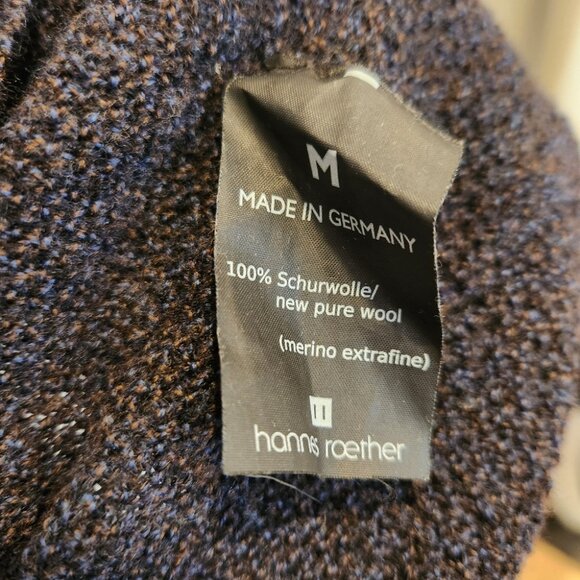 M
MADE IN GERMANY
100% Schurwolle/
new pure wool
(merino extrafine)
hannes roether